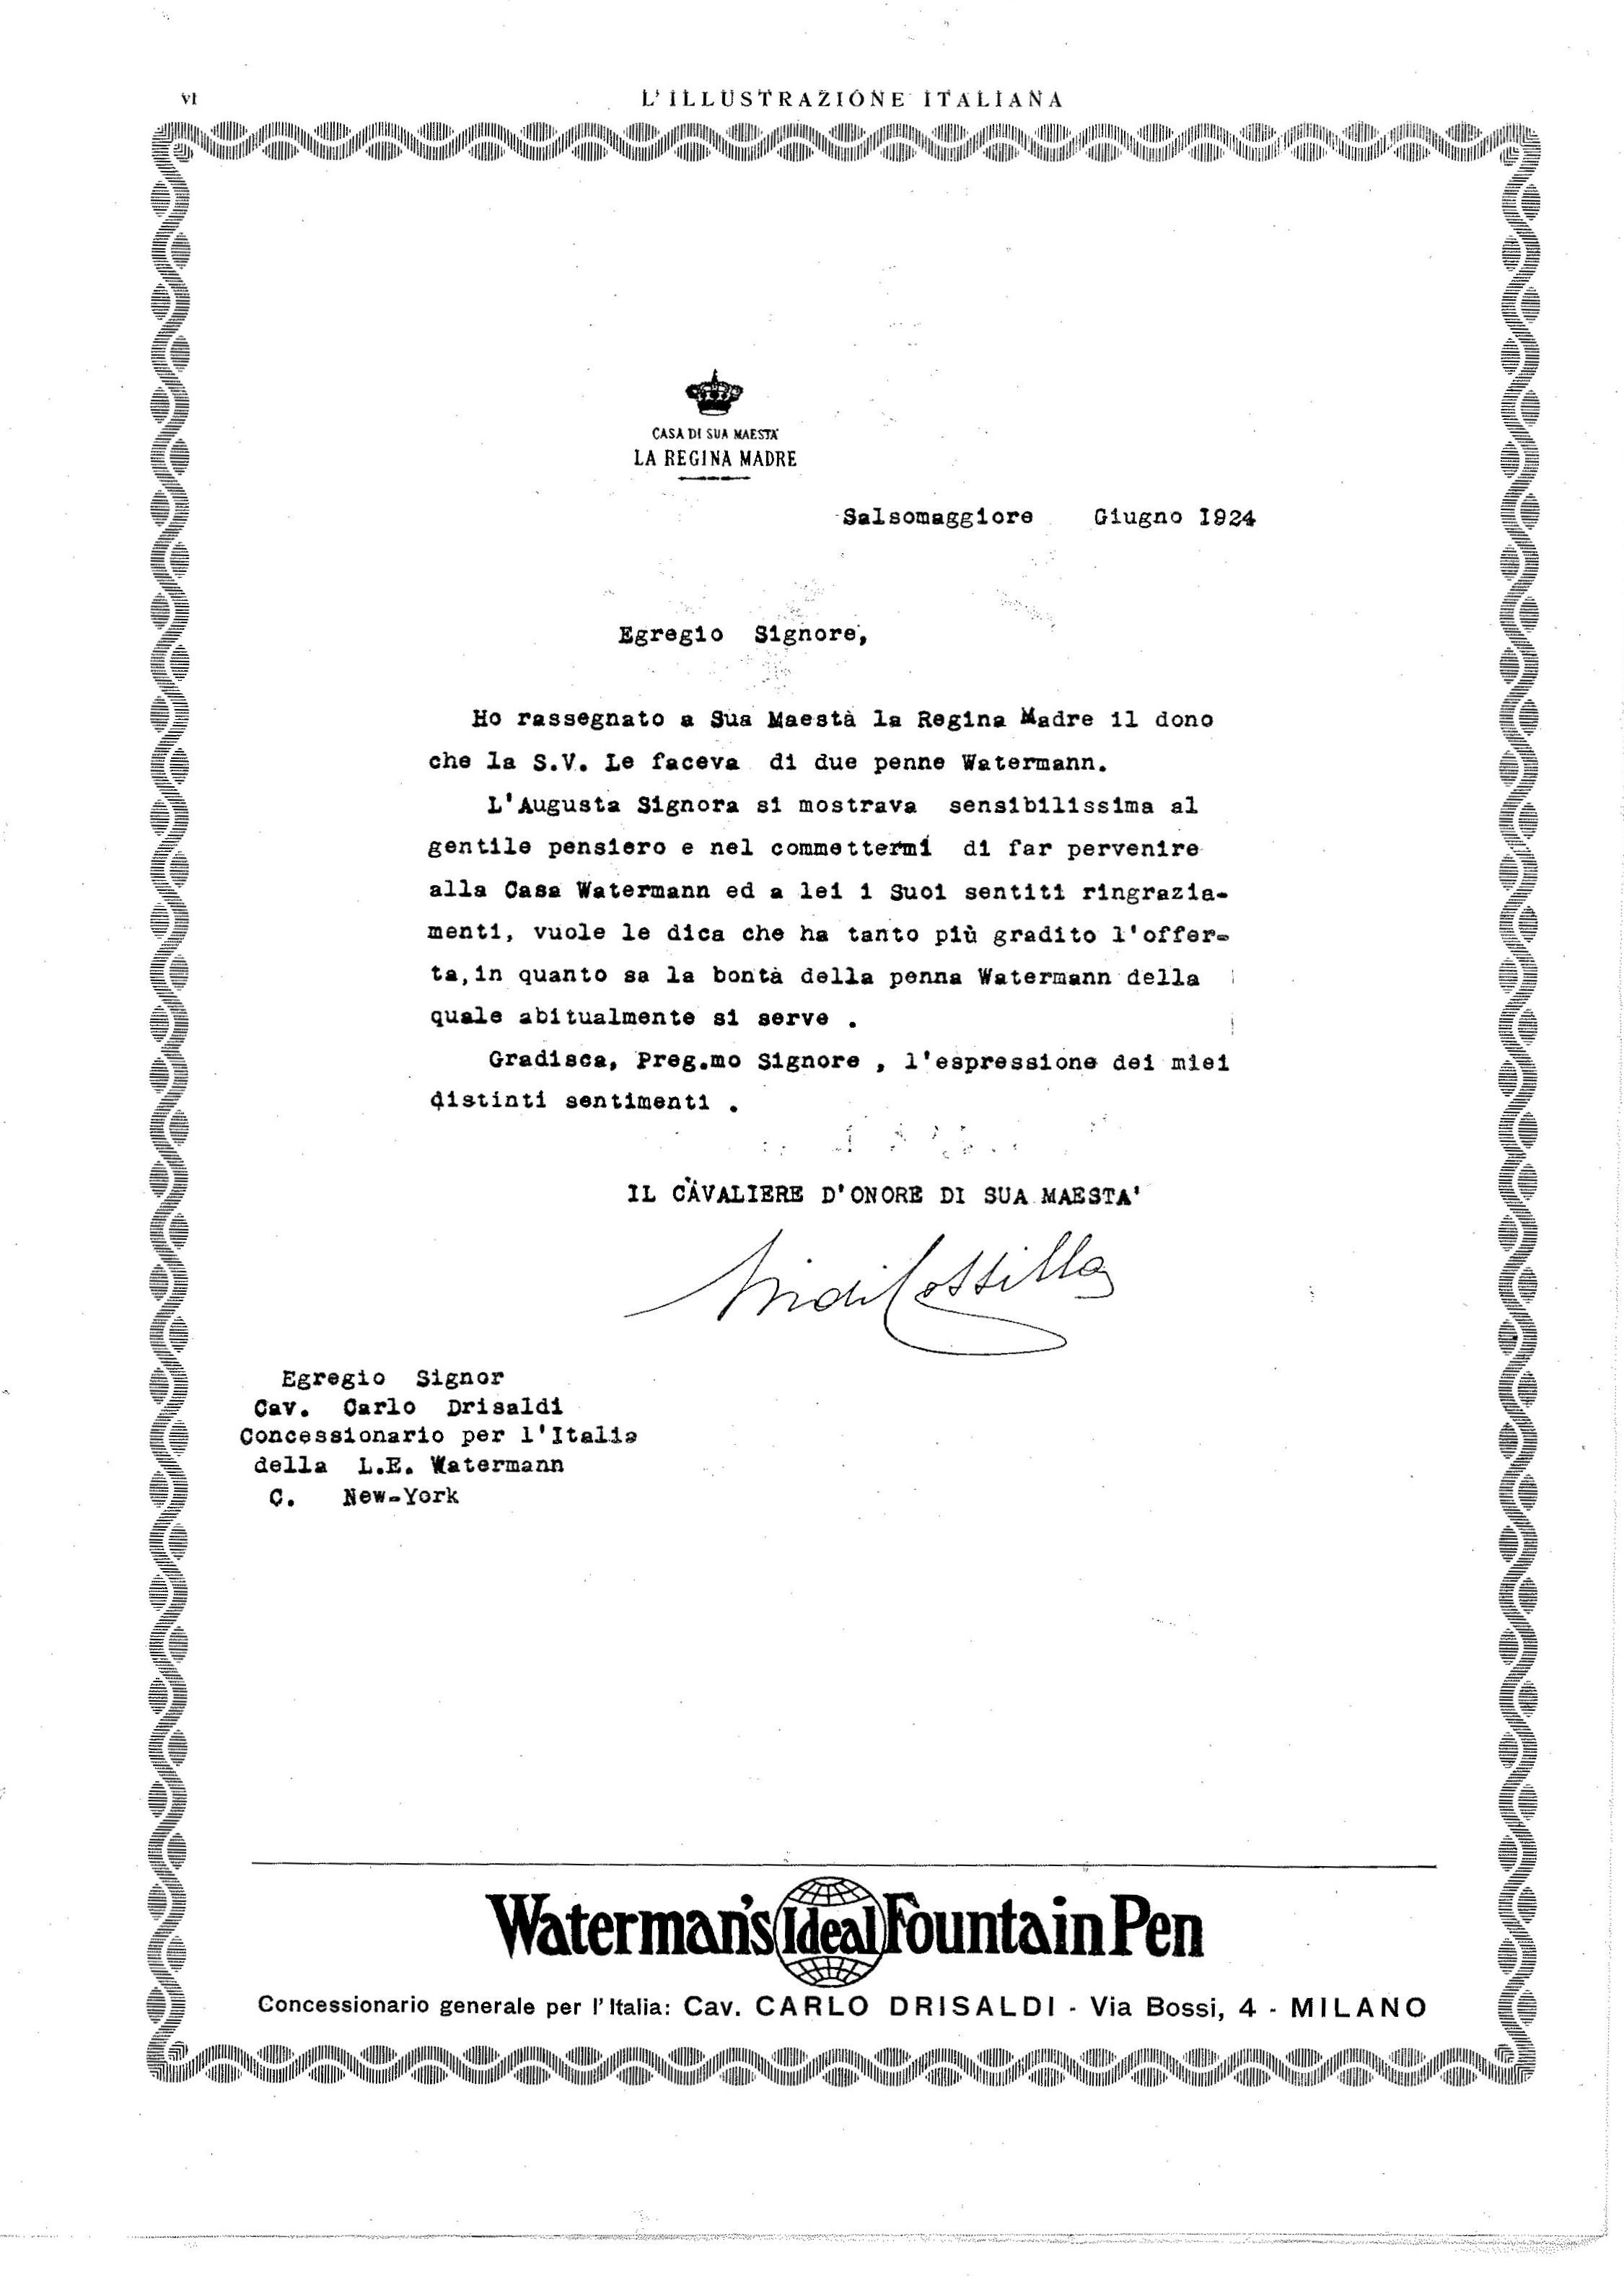 VI
L'ILLUSTRAZIONE ITALIANA
CASA DI SUA MAESTA'
LA REGINA MADRE
Salsomaggiore Giugno I924
Egregio Signore,
Ho rassegnato a Sua Maestà la Regina Madre il dono
che la S.V. Le faceva di due penne Watermann.
L'Augusta Signora si mostrava sensibilissima al
gentile pensiero e nel commettermi di far pervenire
alla Casa Watermann ed a lei i Suoi sentiti ringrazia-
menti, vuole le dica che ha tanto più gradito l'offer-
ta,in quanto sa la bontà della penna Watermann della
quale abitualmente si serve .
Gradisca, Preg.mo Signore , l'espressione dei miei
distinti sentimenti .
IL CAVALIERE D'ONORE DI SUA MAESTA'
Egregio Signor
Cav. Carlo Drisaldi
Concessionario per l'Italia
della L.E. Watermann
C. New-York
Waterman's Ideal Fountain Pen
Concessionario generale per l'Italia: Cav. CARLO DRISALDI - Via Bossi, 4 - MILANO